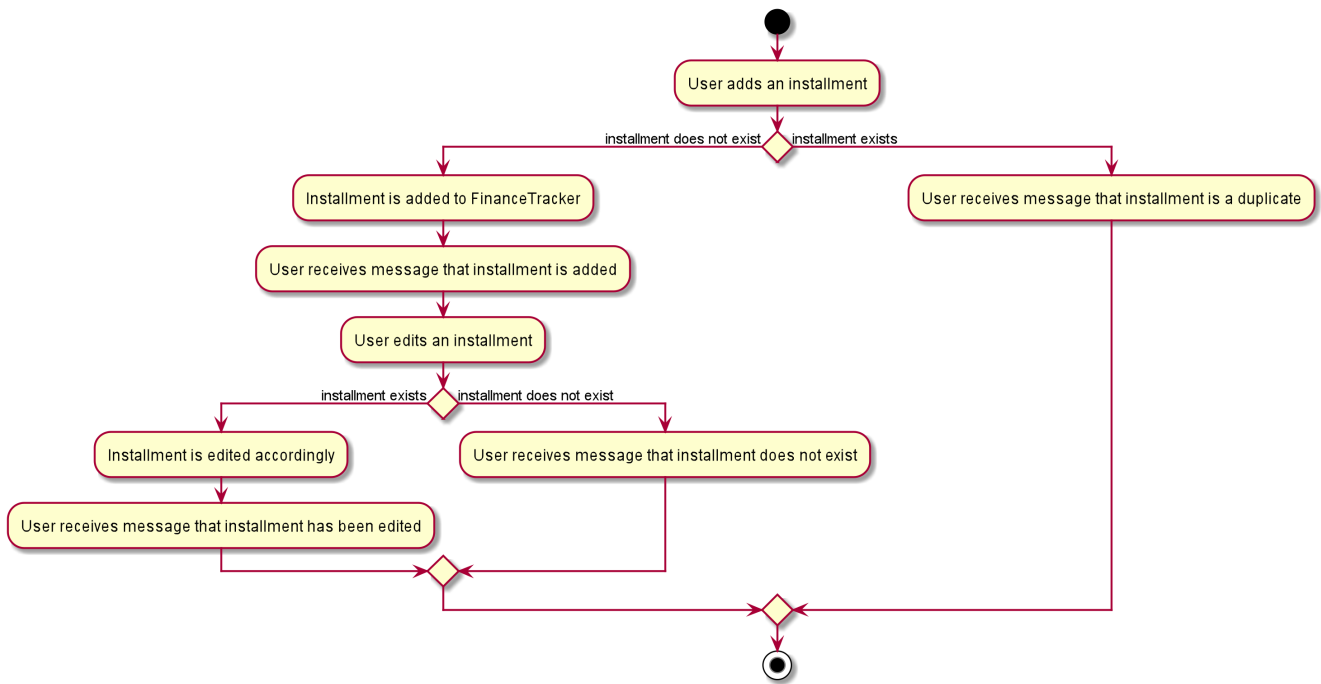 User adds an installment
installment does not exist
installment exists
Installment is added to FinanceTracker
User receives message that installment is a duplicate
User receives message that installment is added
User edits an installment
installment exists
installment does not exist
Installment is edited accordingly
User receives message that installment does not exist
User receives message that installment has been edited